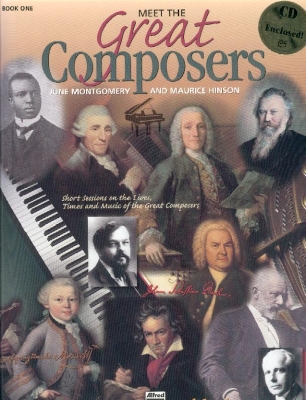 BOOK ONE
MEET THE
Great
Composers
JUNE MONTGOMERY AND MAURICE HINSON
CD
Enclosed!
Short Sessions on the Lives,
Times and Music of the Great Composers
Alfred